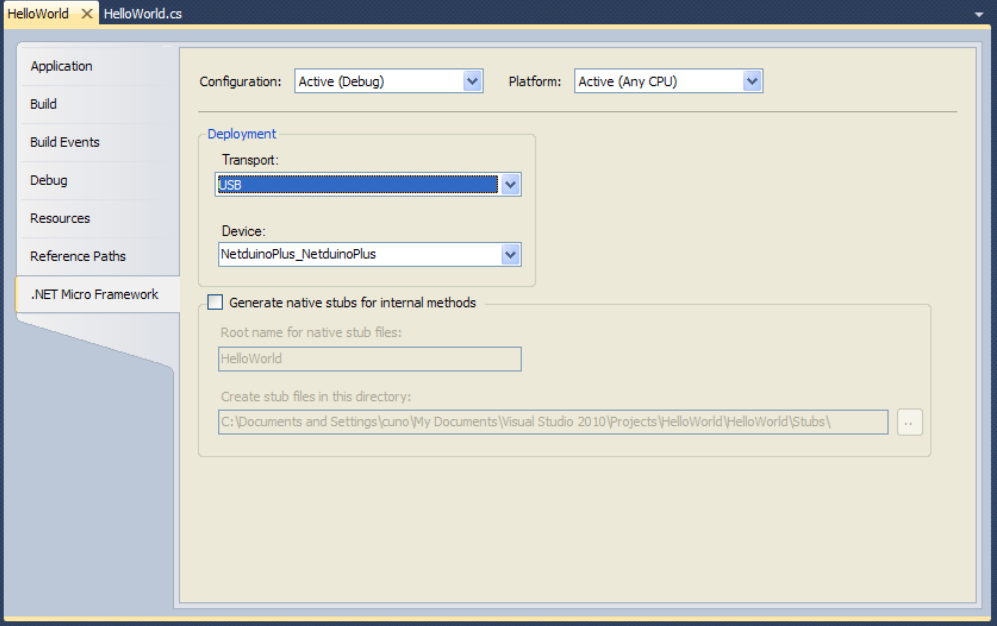 HelloWorld HelloWorld.cs
Application
Build
Build Events
Debug
Resources
Reference Paths
.NET Micro Framework
Configuration: Active (Debug) Platform: Active (Any CPU)
Deployment
Transport:
USB
Device:
NetduinoPlus_NetduinoPlus
Generate native stubs for internal methods
Root name for native stub files:
HelloWorld
Create stub files in this directory:
C:\Documents and Settings\cuno\My Documents\Visual Studio 2010\Projects\HelloWorld\HelloWorld\Stubs\
..